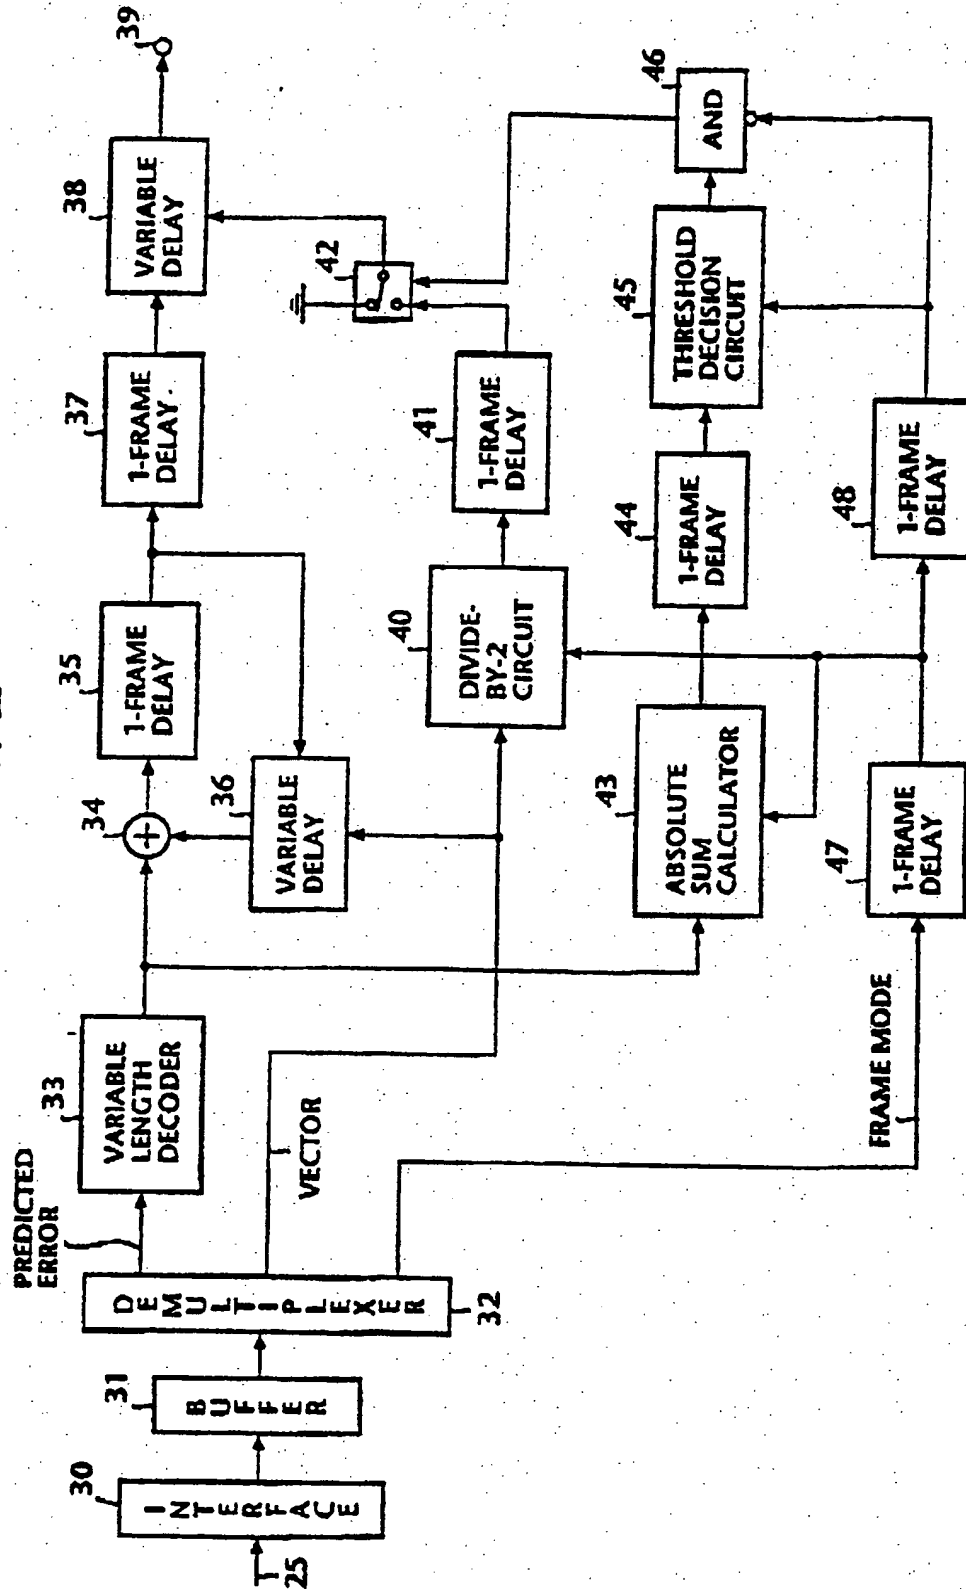 25
30
INTERFACE
31
BUFFER
DEMULTIPLEXER
32
PREDICTED
ERROR
33
VARIABLE
LENGTH
DECODER
34
35
1-FRAME
DELAY
36
VARIABLE
DELAY
37
1-FRAME
DELAY.
38
VARIABLE
DELAY
39
VECTOR
40
DIVIDE-
BY-2
CIRCUIT
41
1-FRAME
DELAY
42
43
ABSOLUTE
SUM
CALCULATOR
44
1-FRAME
DELAY
45
THRESHOLD
DECISION
CIRCUIT
46
AND
FRAME MODE
47
1-FRAME
DELAY
48
1-FRAME
DELAY